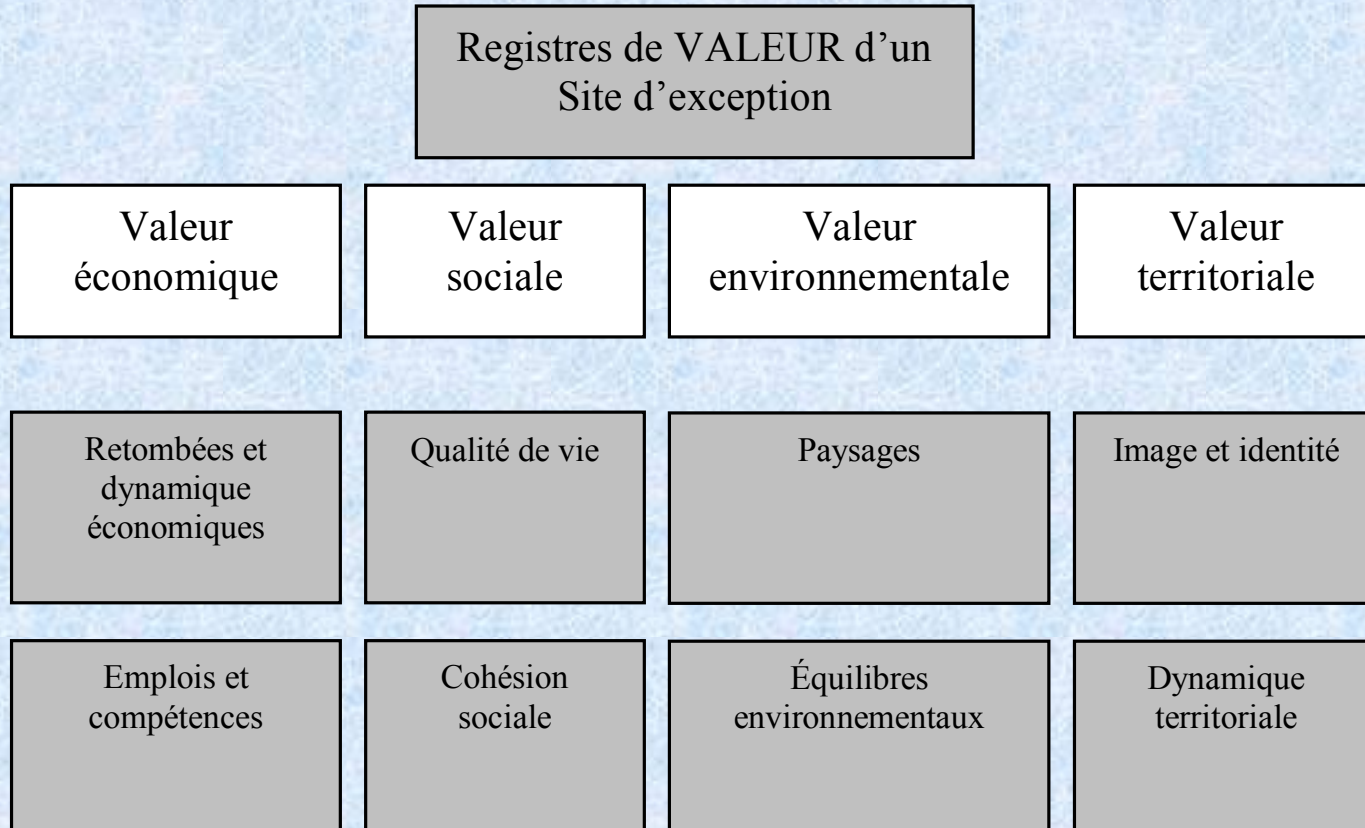 Registres de VALEUR d’un
Site d’exception
Valeur
économique
Valeur
sociale
Valeur
environnementale
Valeur
territoriale
Retombées et
dynamique
économiques
Qualité de vie
Paysages
Image et identité
Emplois et
compétences
Cohésion
sociale
Équilibres
environnementaux
Dynamique
territoriale